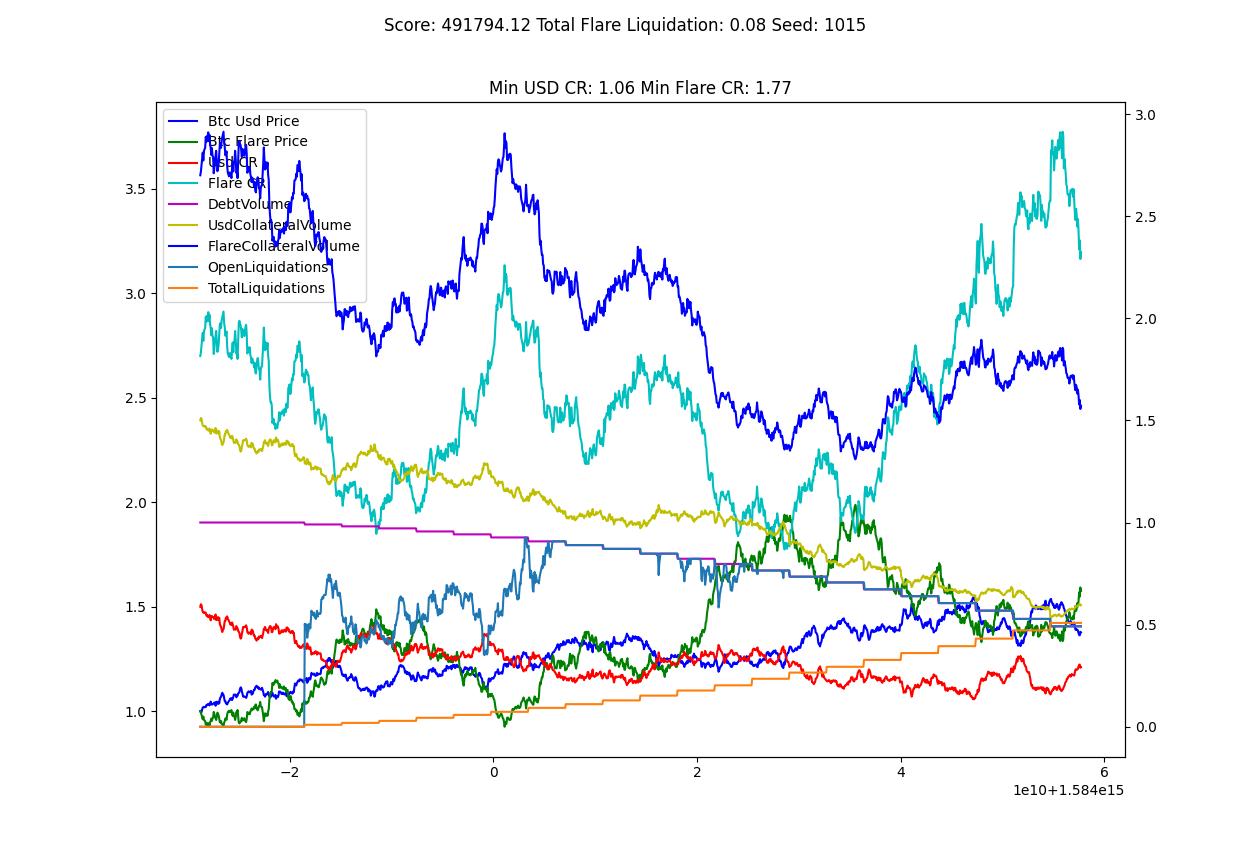 Score: 491794.12 Total Flare Liquidation: 0.08 Seed: 1015
Min USD CR: 1.06 Min Flare CR: 1.77
Btc Usd Price
Btc Flare Price
Usd CR
Flare CR
DebtVolume
UsdCollateralVolume
FlareCollateralVolume
OpenLiquidations
TotalLiquidations
3.5
3.0
2.5
2.0
1.5
1.0
3.0
2.5
2.0
1.5
1.0
0.5
0.0
−2 0 2 4 6
1e10+1.584e15